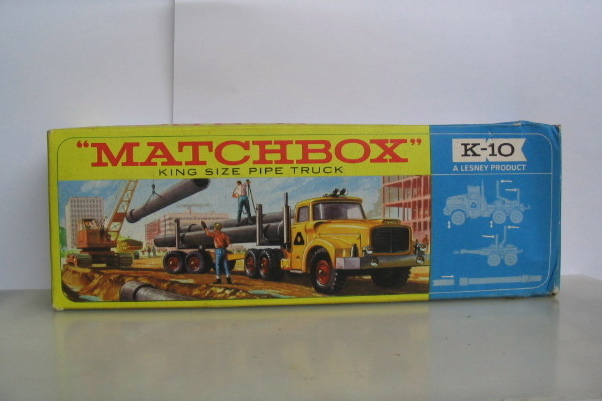 "MATCHBOX"
KING SIZE PIPE TRUCK
K-10
A LESNEY PRODUCT